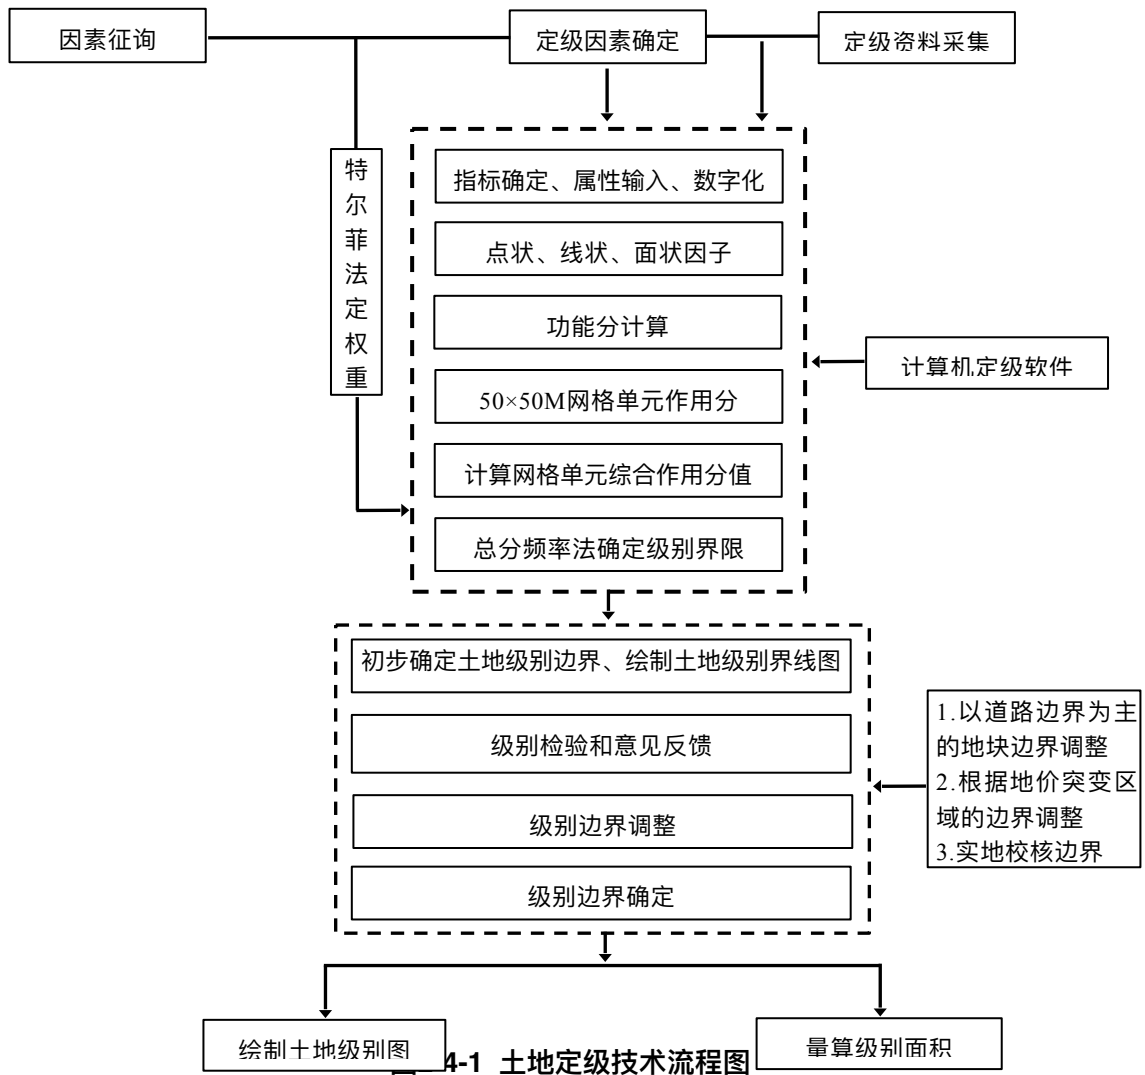 因素征询
定级因素确定
定级资料采集
特
尔
菲
法
定
权
重
指标确定、属性输入、数字化
点状、线状、面状因子
功能分计算
50×50M网格单元作用分
计算网格单元综合作用分值
总分频率法确定级别界限
计算机定级软件
初步确定土地级别边界、绘制土地级别界线图
级别检验和意见反馈
级别边界调整
级别边界确定
1.以道路边界为主
的地块边界调整
2.根据地价突变区
域的边界调整
3.实地校核边界
绘制土地级别图
量算级别面积
图 4-1 土地定级技术流程图